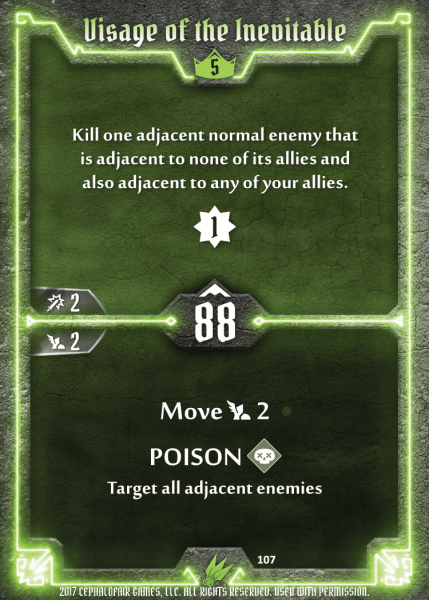 Visage of the Inevitable
5
Kill one adjacent normal enemy that
is adjacent to none of its allies and
also adjacent to any of your allies.
1
2
88
2
Move 2
POISON
Target all adjacent enemies
107
2017 CEPHALOFAIR GAMES, LLC. ALL RIGHTS RESERVED. USED WITH PERMISSION.